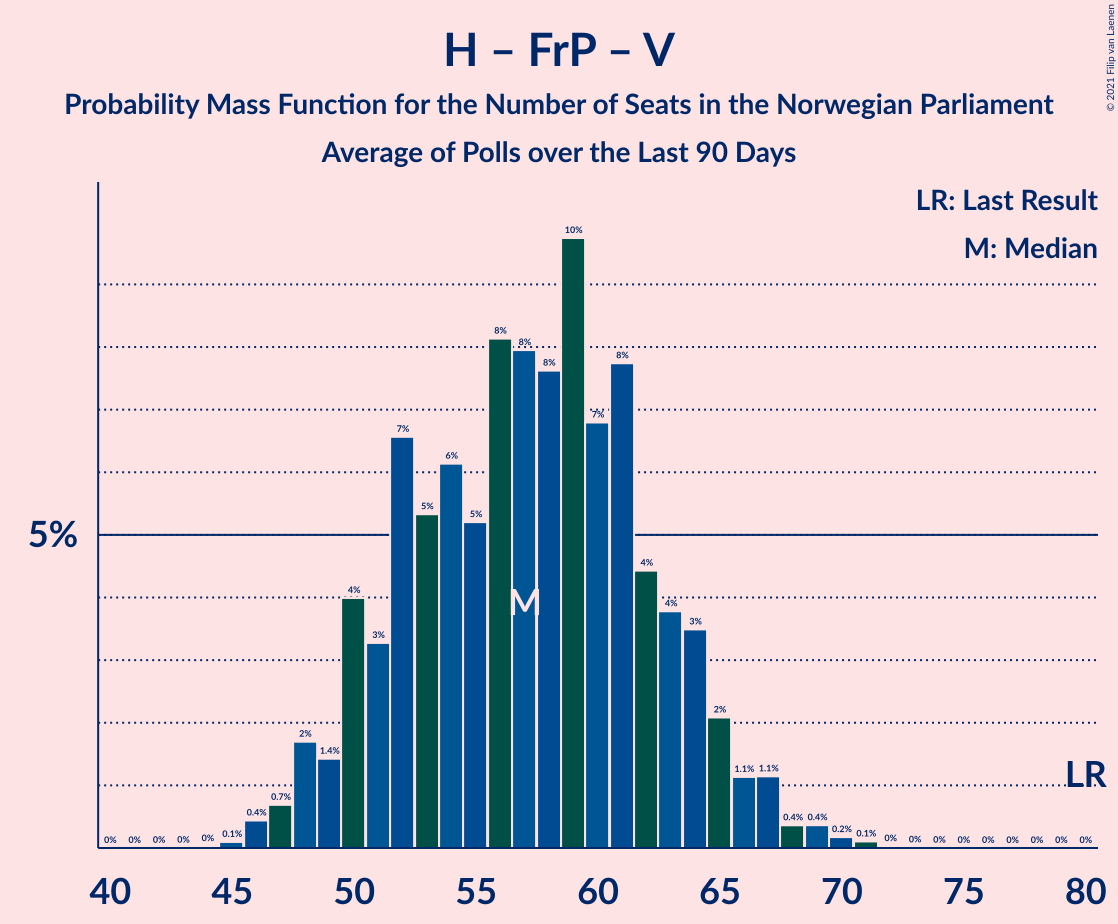 H – FrP – V
Probability Mass Function for the Number of Seats in the Norwegian Parliament
Average of Polls over the Last 90 Days
© 2021 Filip van Laenen
LR: Last Result
M: Median
5%
0% 0% 0% 0% 0% 0.1% 0.4% 0.7% 2% 1.4% 4% 3% 7% 5% 6% 5% 8% 8% 8% 10% 7% 8% 4% 4% 3% 2% 1.1% 1.1% 0.4% 0.4% 0.2% 0.1% 0% 0% 0% 0% 0% 0% 0% 0% 0%
M
LR
40 45 50 55 60 65 70 75 80